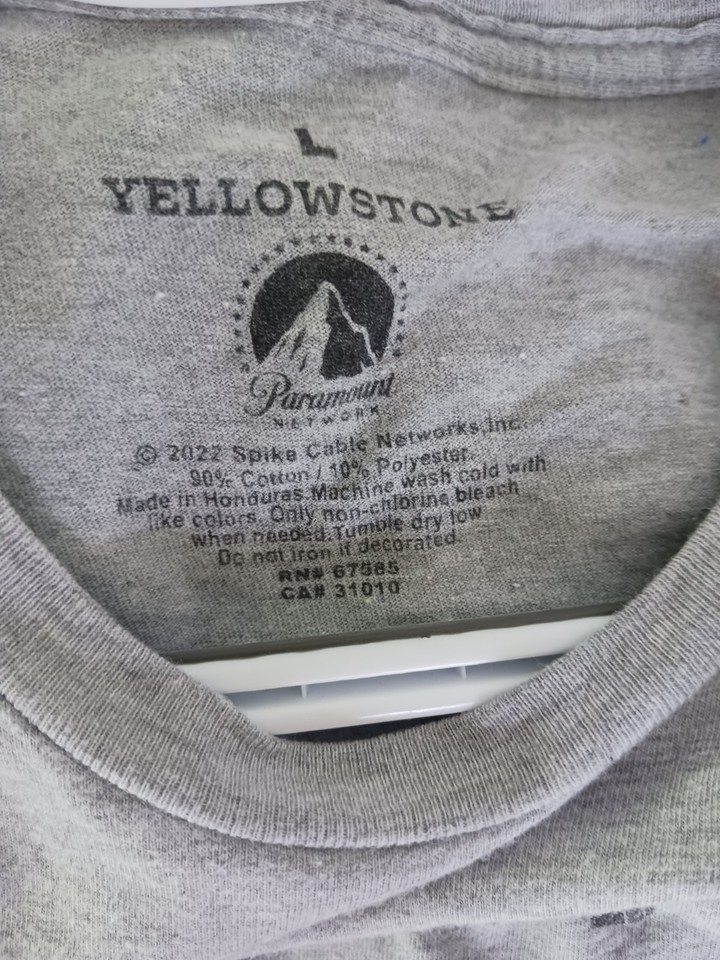 L
YELLOWSTONE
Paramount
NETWORK
© 2022 Spike Cable Networks, Inc.
90% Cotton / 10% Polyester.
Made in Honduras. Machine wash cold with
like colors. Only non-chlorine bleach
when needed. Tumble dry low
Do not iron if decorated.
RN# 67585
CA# 31010